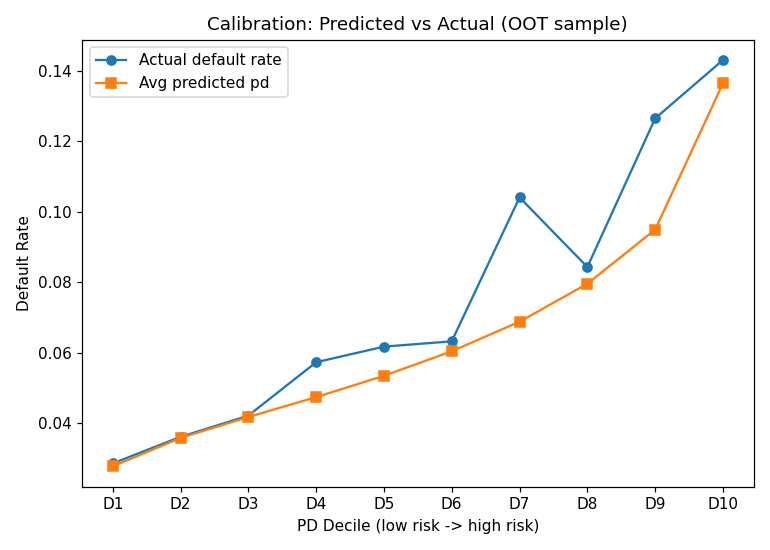 Calibration: Predicted vs Actual (OOT sample)
Actual default rate
Avg predicted pd
0.14
0.12
0.10
0.08
0.06
0.04
Default Rate
D1 D2 D3 D4 D5 D6 D7 D8 D9 D10
PD Decile (low risk -> high risk)